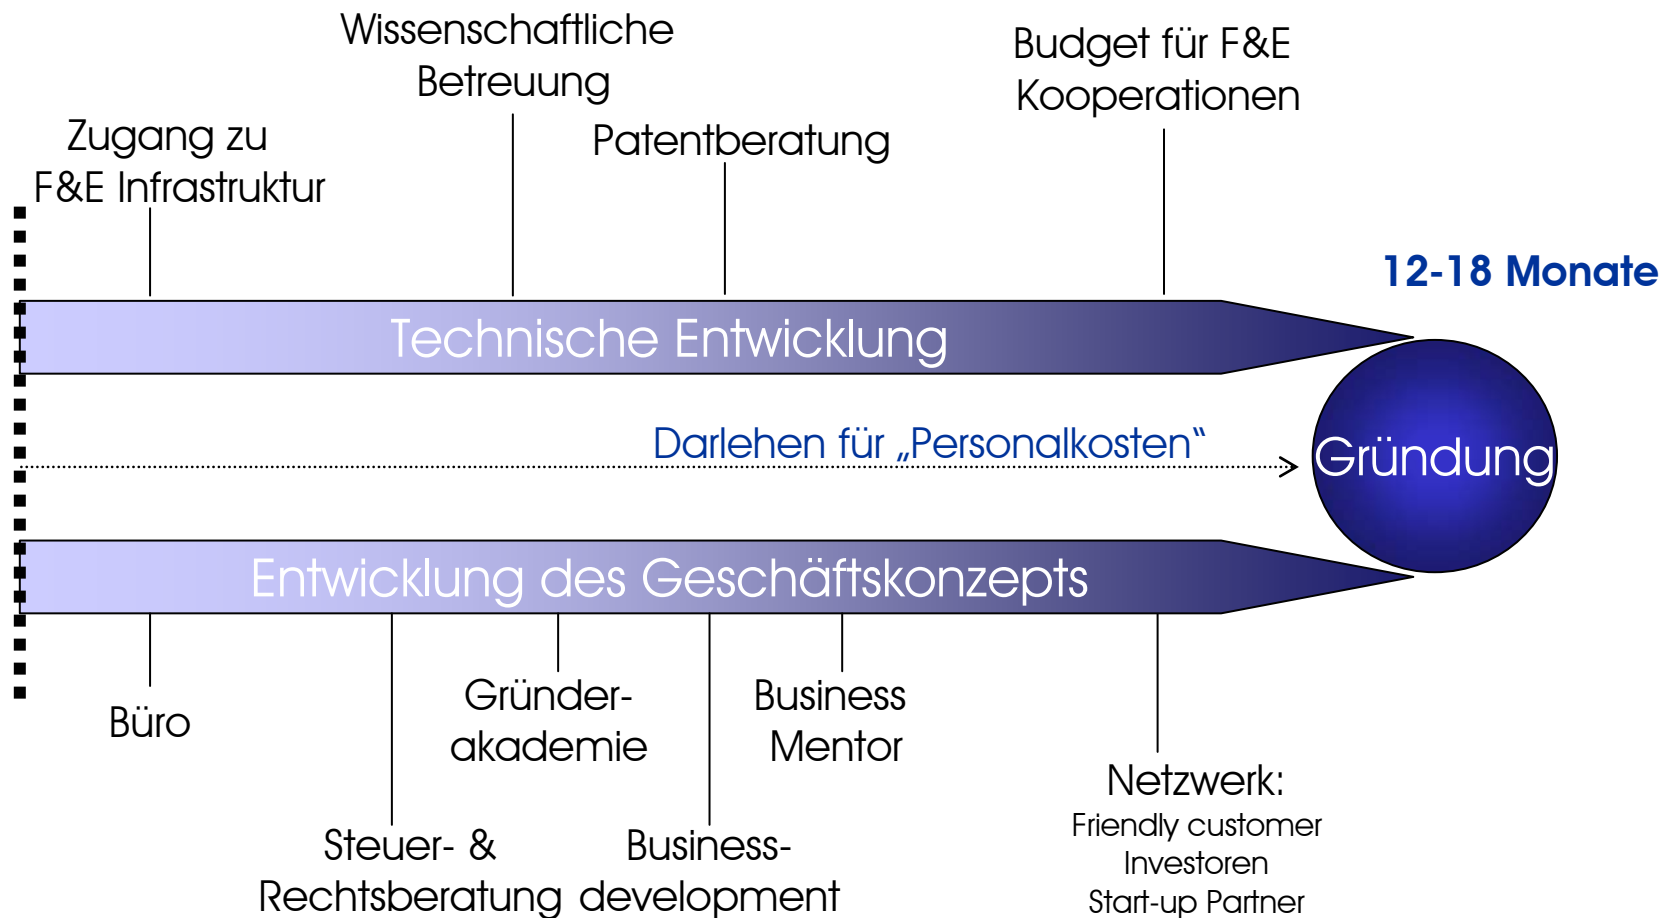 Wissenschaftliche
Betreuung
Budget für F&E
Kooperationen
Zugang zu
F&E Infrastruktur
Patentberatung
12-18 Monate
Technische Entwicklung
Darlehen für „Personalkosten“
Gründung
Entwicklung des Geschäftskonzepts
Büro
Gründer-
akademie
Business
Mentor
Steuer- &
Rechtsberatung
Business-
development
Netzwerk:
Friendly customer
Investoren
Start-up Partner